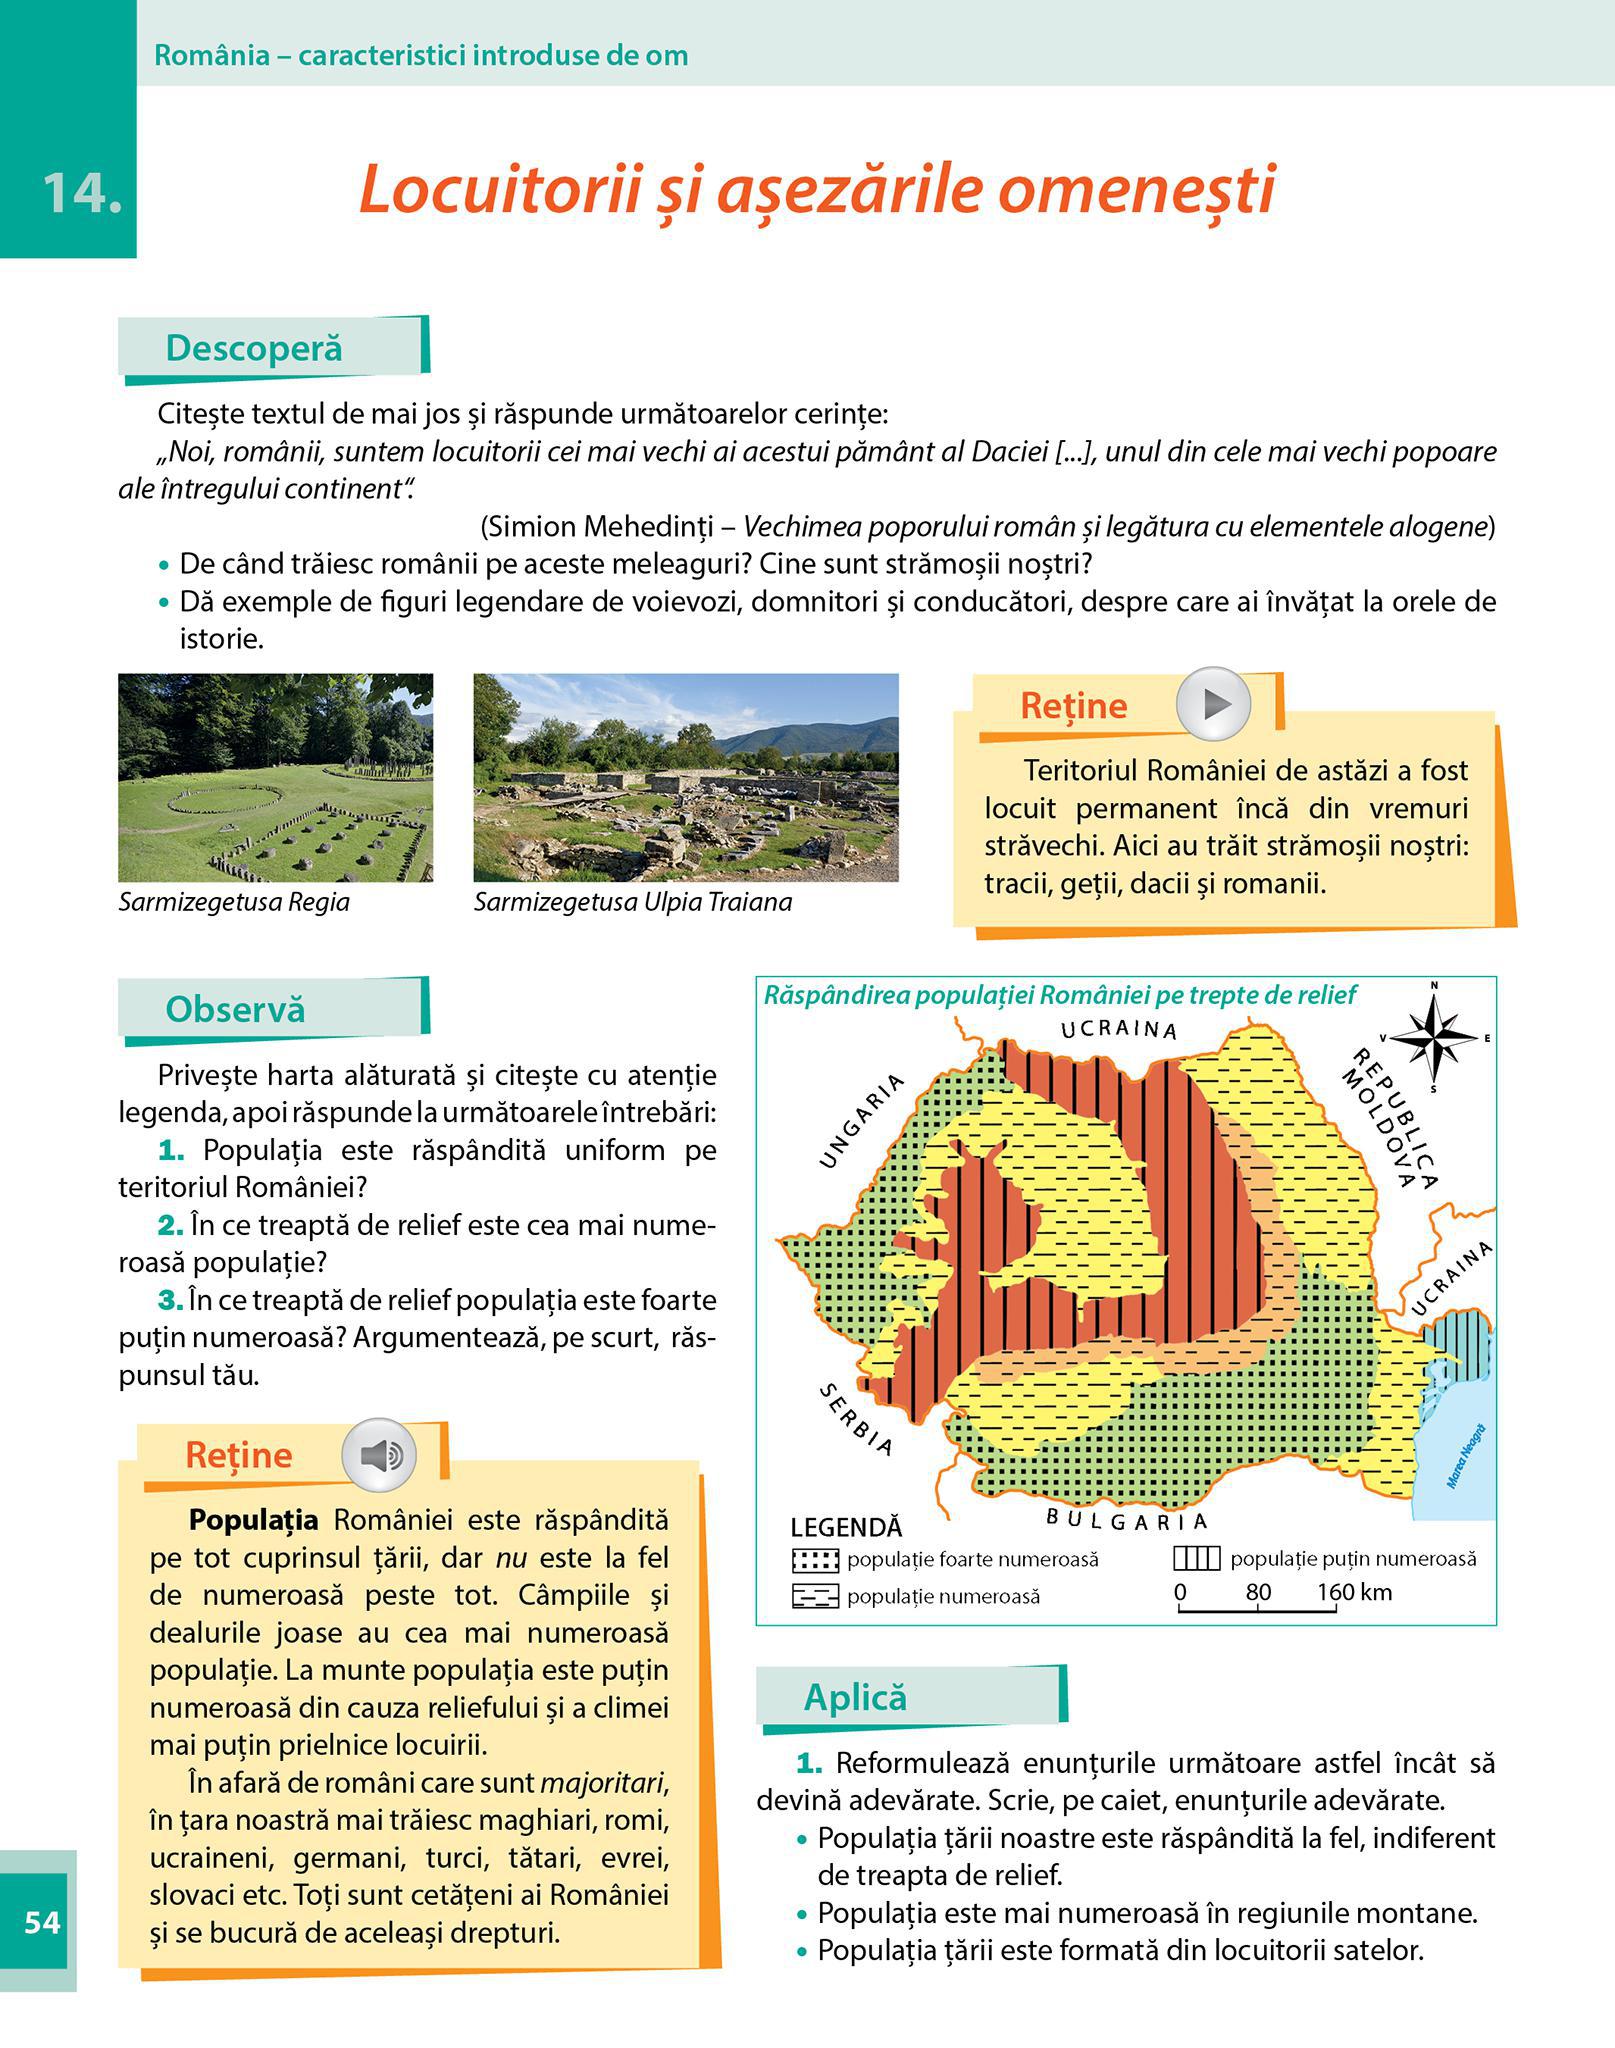 România – caracteristici introduse de om
14.
Locuitorii și așezările omenești
Descoperă
Citește textul de mai jos și răspunde următoarelor cerințe:
„Noi, românii, suntem locuitorii cei mai vechi ai acestui pământ al Daciei [...], unul din cele mai vechi popoare
ale întregului continent“.
(Simion Mehedinți – Vechimea poporului român și legătura cu elementele alogene)
• De când trăiesc românii pe aceste meleaguri? Cine sunt strămoșii noștri?
• Dă exemple de figuri legendare de voievozi, domnitori și conducători, despre care ai învățat la orele de
istorie.
Sarmizegetusa Regia
Sarmizegetusa Ulpia Traiana
Reține
Teritoriul României de astăzi a fost
locuit permanent încă din vremuri
străvechi. Aici au trăit strămoșii noștri:
tracii, geții, dacii și romanii.
Observă
Privește harta alăturată și citește cu atenție
legenda, apoi răspunde la următoarele întrebări:
1. Populația este răspândită uniform pe
teritoriul României?
2. În ce treaptă de relief este cea mai nume-
roasă populație?
3. În ce treaptă de relief populația este foarte
puțin numeroasă? Argumentează, pe scurt, răs-
punsul tău.
Reține
Populația României este răspândită
pe tot cuprinsul țării, dar nu este la fel
de numeroasă peste tot. Câmpiile și
dealurile joase au cea mai numeroasă
populație. La munte populația este puțin
numeroasă din cauza reliefului și a climei
mai puțin prielnice locuirii.
În afară de români care sunt majoritari,
în țara noastră mai trăiesc maghiari, romi,
ucraineni, germani, turci, tătari, evrei,
slovaci etc. Toți sunt cetățeni ai României
și se bucură de aceleași drepturi.
Răspândirea populației României pe trepte de relief
N
V
E
S
UCRAINA
UNGARIA
REPUBLICA
MOLDOVA
UCRAINA
SERBIA
Marea Neagră
BULGARIA
LEGENDĂ
populație foarte numeroasă
populație numeroasă
populație puțin numeroasă
0 80 160 km
Aplică
1. Reformulează enunțurile următoare astfel încât să
devină adevărate. Scrie, pe caiet, enunțurile adevărate.
• Populația țării noastre este răspândită la fel, indiferent
de treapta de relief.
• Populația este mai numeroasă în regiunile montane.
• Populația țării este formată din locuitorii satelor.
54